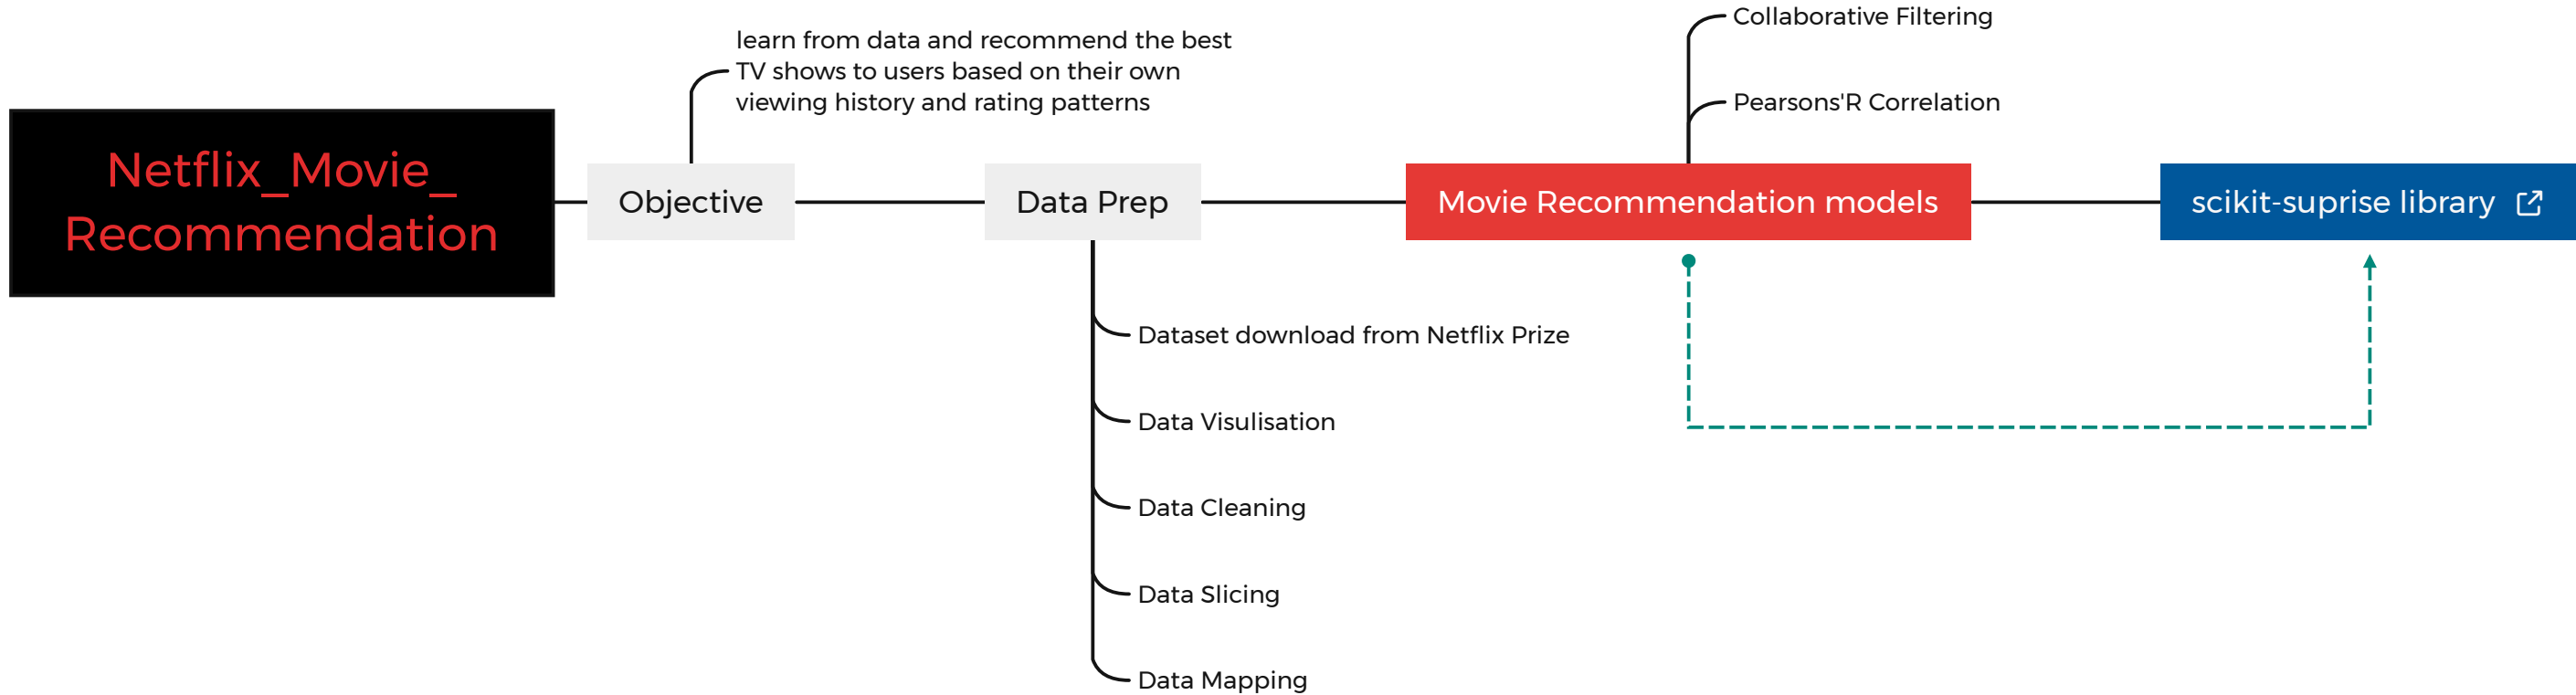 Netflix_Movie_
Recommendation
Objective
learn from data and recommend the best
TV shows to users based on their own
viewing history and rating patterns
Data Prep
Dataset download from Netflix Prize
Data Visulisation
Data Cleaning
Data Slicing
Data Mapping
Movie Recommendation models
Collaborative Filtering
Pearsons'R Correlation
scikit-suprise library